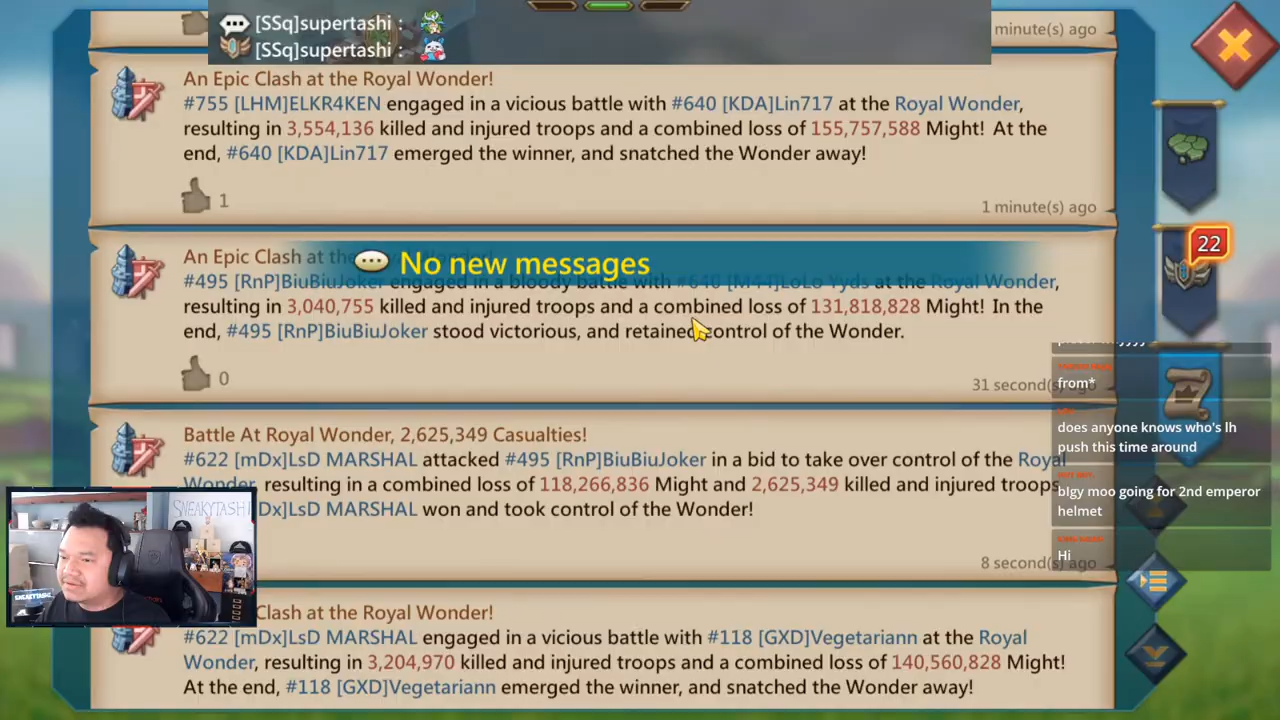 [SSq]supertashi :
[SSq]supertashi :
minute(s) ago
An Epic Clash at the Royal Wonder!
#755 [LHM]ELKR4KEN engaged in a vicious battle with #640 [KDA]Lin717 at the Royal Wonder,
resulting in 3,554,136 killed and injured troops and a combined loss of 155,757,588 Might! At the
end, #640 [KDA]Lin717 emerged the winner, and snatched the Wonder away!
1
1 minute(s) ago
An Epic Clash at the
No new messages
#495 [RnP]BiuBiuJoker engaged in a bloody battle with LoLo Yyds at the Royal Wonder,
resulting in 3,040,755 killed and injured troops and a combined loss of 131,818,828 Might! In the
end, #495 [RnP]BiuBiuJoker stood victorious, and retained control of the Wonder.
0
31 second(s) ago
22
from*
does anyone knows who's lh
push this time around
blgy moo going for 2nd emperor
helmet
Hi
Battle At Royal Wonder, 2,625,349 Casualties!
#622 [mDx]LsD MARSHAL attacked #495 [RnP]BiuBiuJoker in a bid to take over control of the Royal
Wonder, resulting in a combined loss of 118,266,836 Might and 2,625,349 killed and injured troops
Dx]LsD MARSHAL won and took control of the Wonder!
8 second(s) ago
SNEAKYTASHI
SNEAKYTASHI
Clash at the Royal Wonder!
#622 [mDx]LsD MARSHAL engaged in a vicious battle with #118 [GXD]Vegetariann at the Royal
Wonder, resulting in 3,204,970 killed and injured troops and a combined loss of 140,560,828 Might!
At the end, #118 [GXD]Vegetariann emerged the winner, and snatched the Wonder away!